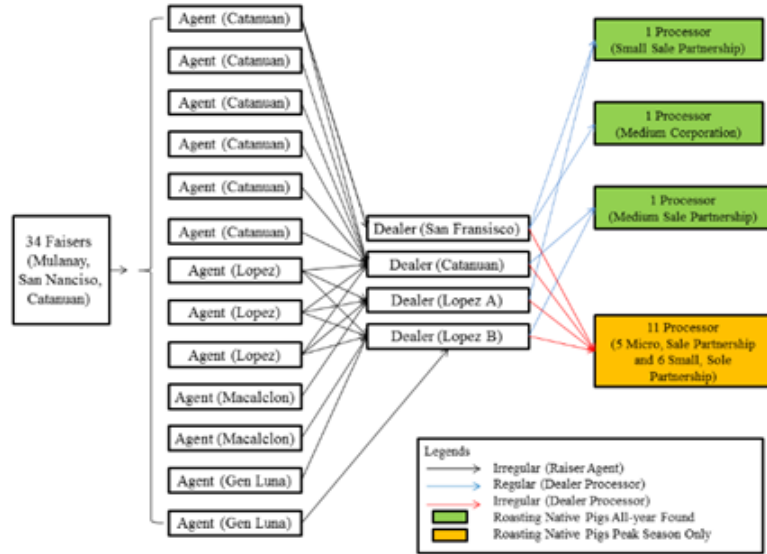 Agent (Catanuan)
Agent (Catanuan)
Agent (Catanuan)
Agent (Catanuan)
Agent (Catanuan)
Agent (Catanuan)
Agent (Lopez)
Agent (Lopez)
Agent (Lopez)
Agent (Macalclon)
Agent (Macalclon)
Agent (Gen Luna)
Agent (Gen Luna)
34 Faisers
(Mulanay,
San Nanciso,
Catanuan)
Dealer (San Fransisco)
Dealer (Catanuan)
Dealer (Lopez A)
Dealer (Lopez B)
1 Processor
(Small Sale Partnership)
1 Processor
(Medium Corporation)
1 Processor
(Medium Sale Partnership)
11 Processor
(5 Micro, Sale Partnership
and 6 Small, Sole
Partnership)
Legends
Irregular (Raiser Agent)
Regular (Dealer Processor)
Irregular (Dealer Processor)
Roasting Native Pigs All-year Found
Roasting Native Pigs Peak Season Only